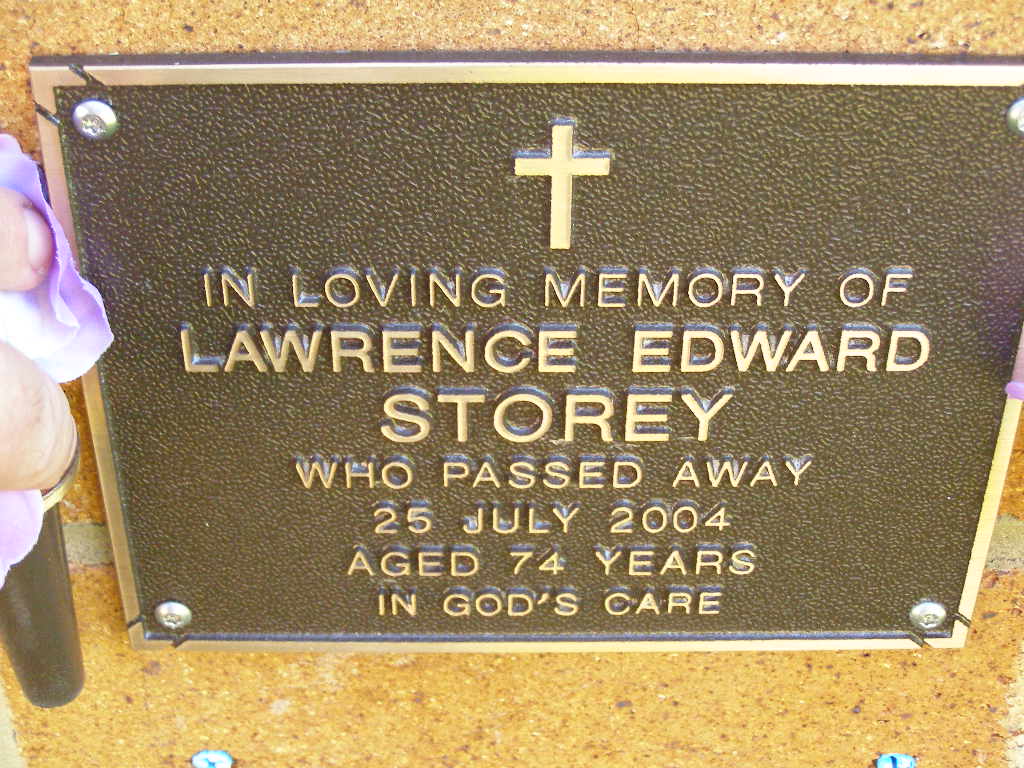 IN LOVING MEMORY OF
LAWRENCE EDWARD
STOREY
WHO PASSED AWAY
25 JULY 2004
AGED 74 YEARS
IN GOD'S CARE